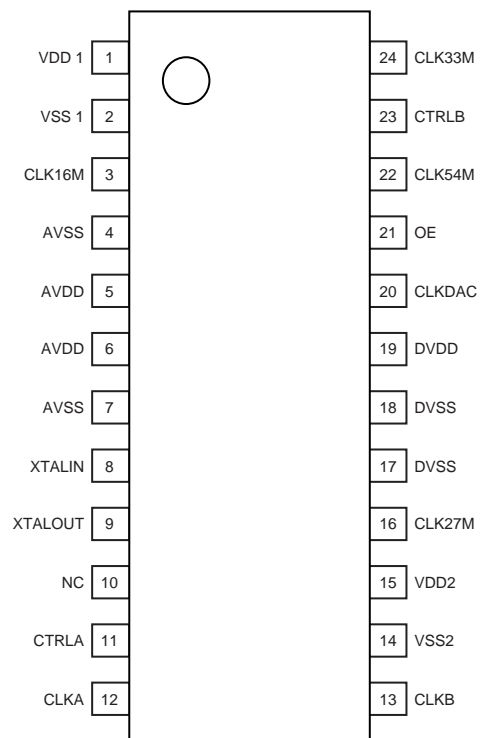 VDD 1 1 24 CLK33M
VSS 1 2 23 CTRLB
CLK16M 3 22 CLK54M
AVSS 4 21 OE
AVDD 5 20 CLKDAC
AVDD 6 19 DVDD
AVSS 7 18 DVSS
XTALIN 8 17 DVSS
XTALOUT 9 16 CLK27M
NC 10 15 VDD2
CTRLA 11 14 VSS2
CLKA 12 13 CLKB